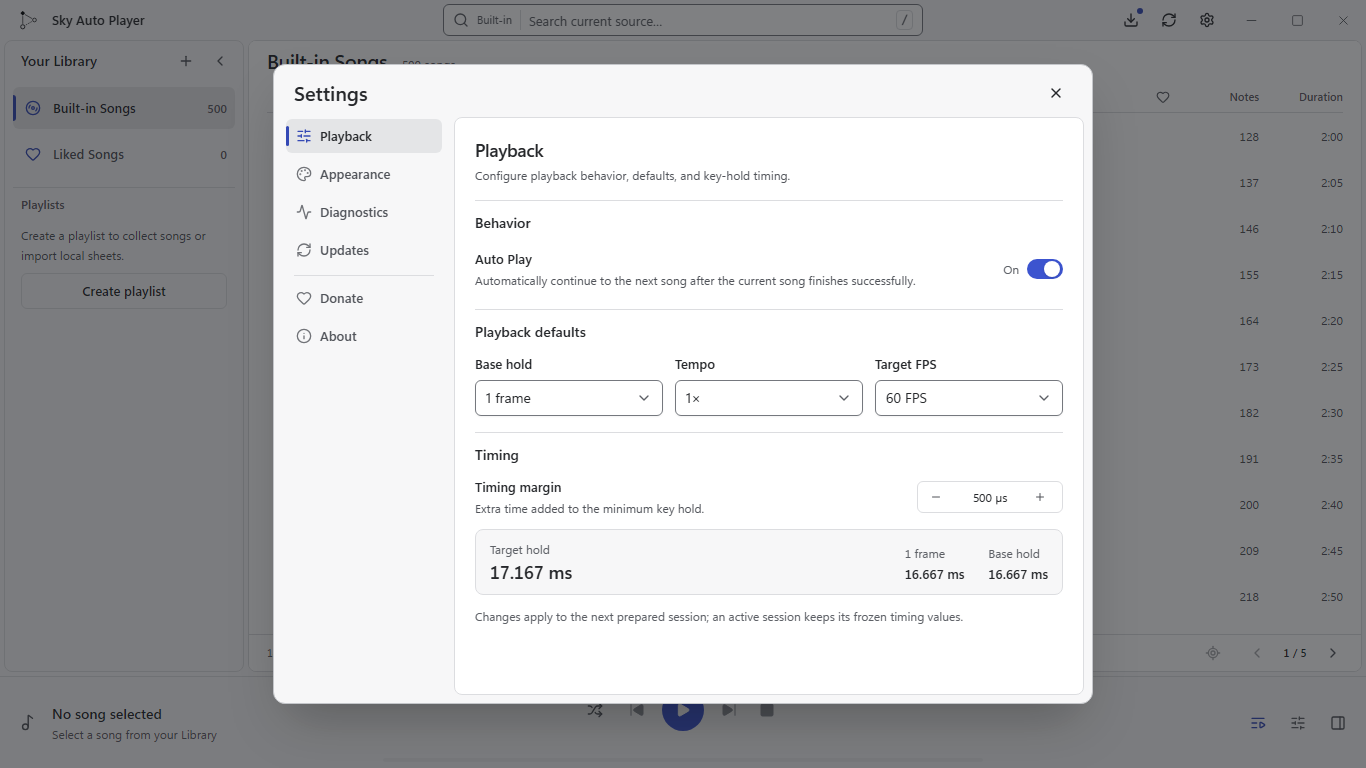 Sky Auto Player
Built-in
Search current source...
/
Your Library
Built-in Songs
500
Liked Songs
0
Playlists
Create a playlist to collect songs or
import local sheets.
Create playlist
Built-in Songs
500 songs
Notes
Duration
128
2:00
137
2:05
146
2:10
155
2:15
164
2:20
173
2:25
182
2:30
191
2:35
200
2:40
209
2:45
218
2:50
1
1 / 5
Settings
Playback
Appearance
Diagnostics
Updates
Donate
About
Playback
Configure playback behavior, defaults, and key-hold timing.
Behavior
Auto Play
Automatically continue to the next song after the current song finishes successfully.
On
Playback defaults
Base hold
Tempo
Target FPS
1 frame
1×
60 FPS
Timing
Timing margin
Extra time added to the minimum key hold.
500 µs
Target hold
17.167 ms
1 frame
16.667 ms
Base hold
16.667 ms
Changes apply to the next prepared session; an active session keeps its frozen timing values.
No song selected
Select a song from your Library